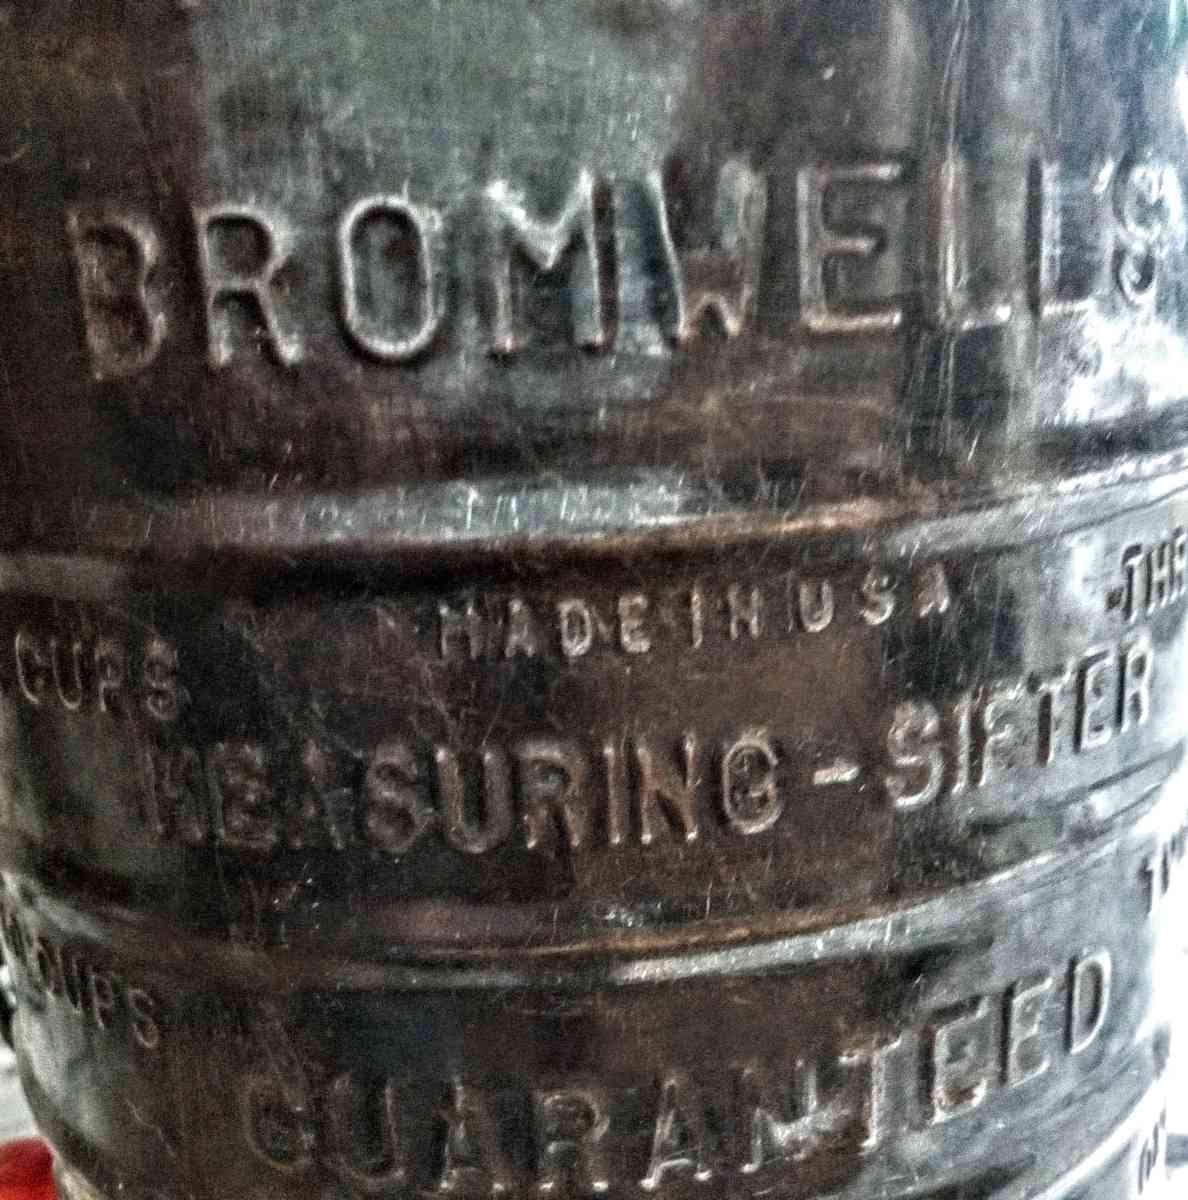 BROMWELL'S
MADE IN USA
CUPS
MEASURING-SIFTER
CUPS
GUARANTEED